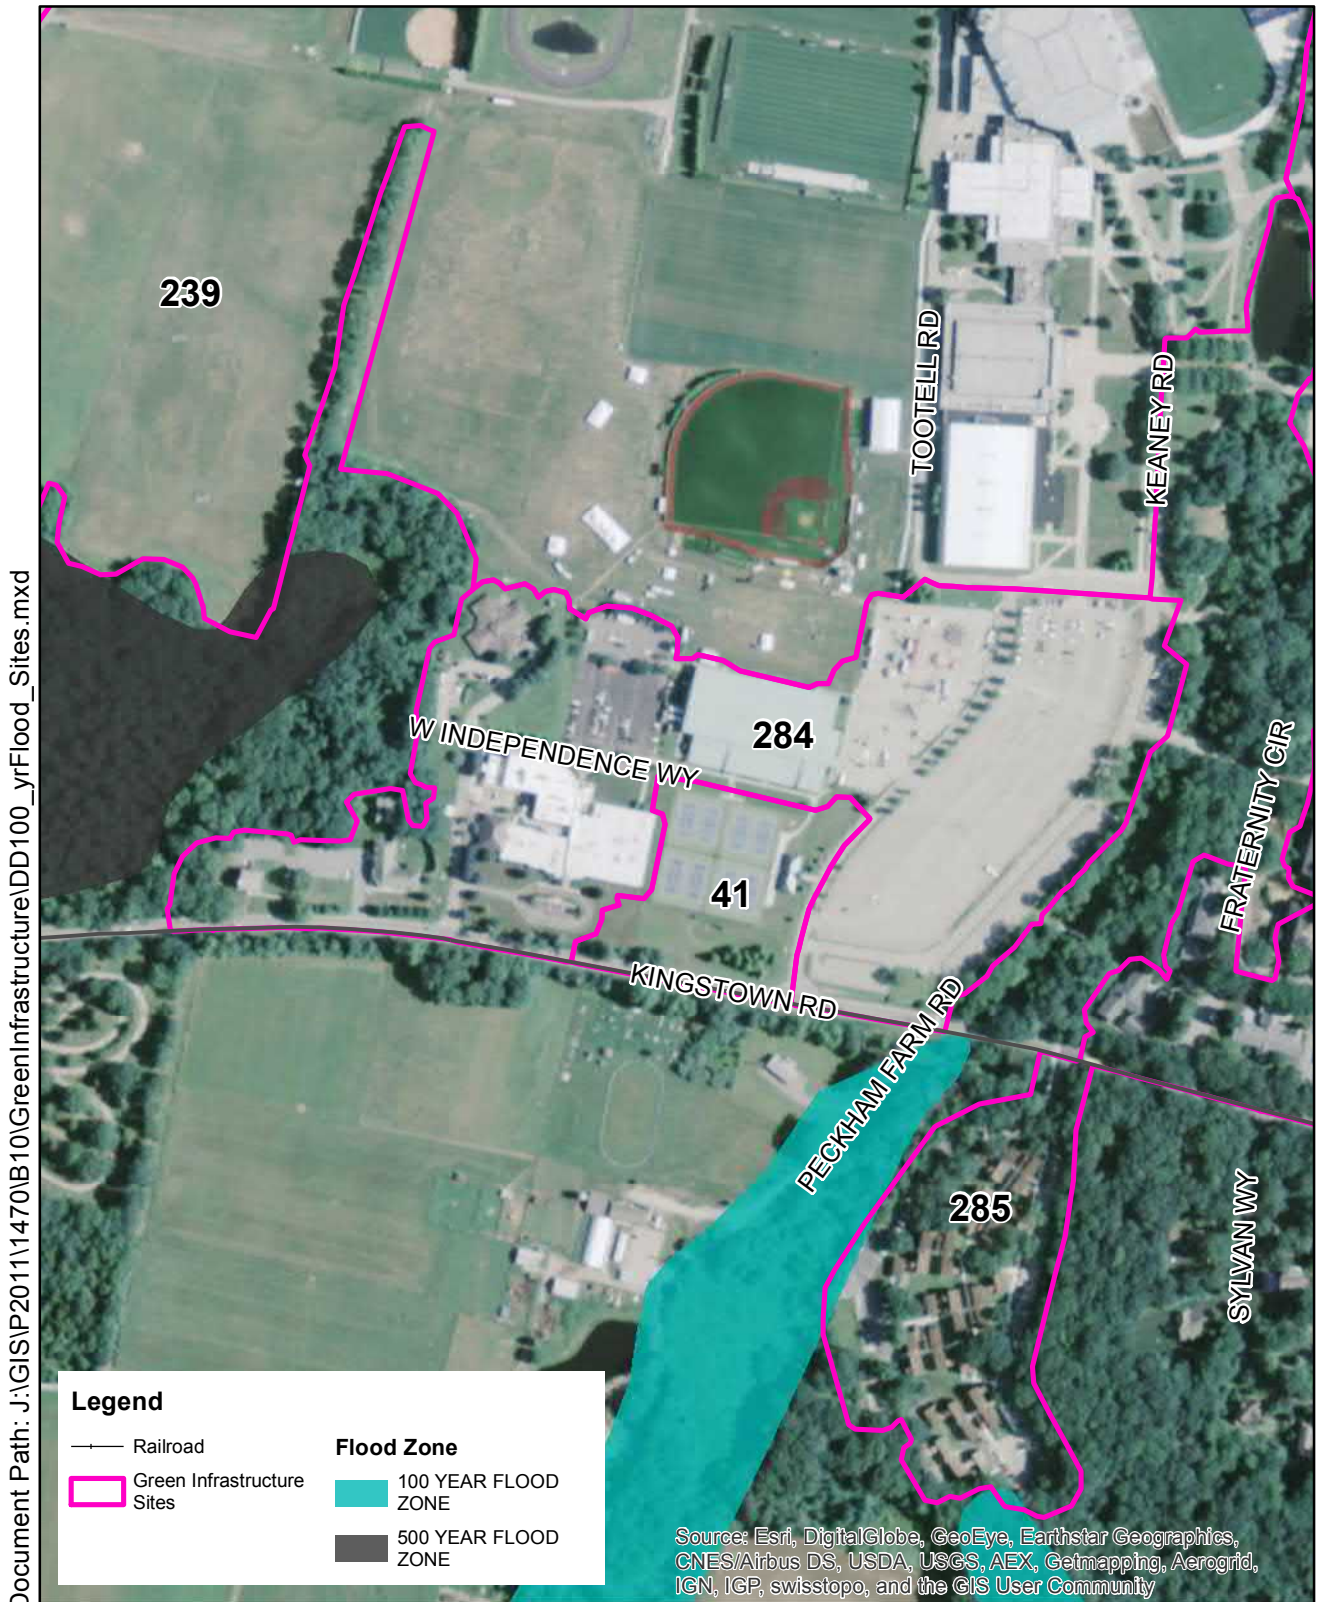 Document Path: J:\GIS\P2011\1470\B10\GreenInfrastructure\DD100_yrFlood_Sites.mxd
239
TOOTELL RD
KEANEY RD
W INDEPENDENCE WY
284
FRATERNITY CIR
41
KINGSTOWN RD
PECKHAM FARM RD
285
SYLVAN WY
Legend
Railroad
Green Infrastructure
Sites
Flood Zone
100 YEAR FLOOD
ZONE
500 YEAR FLOOD
ZONE
Source: Esri, DigitalGlobe, GeoEye, Earthstar Geographics,
CNES/Airbus DS, USDA, USGS, AEX, Getmapping, Aerogrid,
IGN, IGP, swisstopo, and the GIS User Community